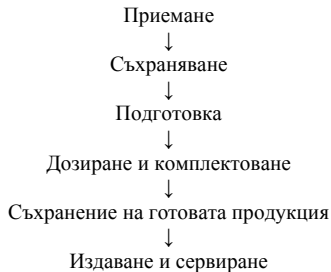 Приемане
↓
Съхраняване
↓
Подготовка
↓
Дозиране и комплектоване
↓
Съхранение на готовата продукция
↓
Издаване и сервиране